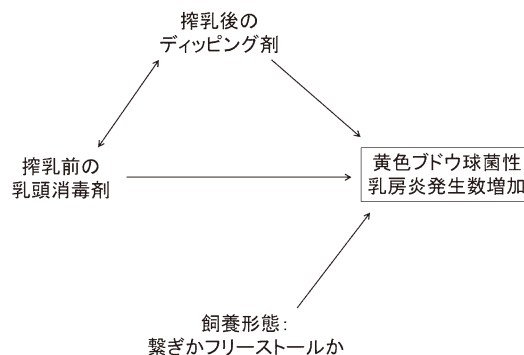 搾乳後の
ディッピング剤
搾乳前の
乳頭消毒剤
黄色ブドウ球菌性
乳房炎発生数増加
飼養形態：
繋ぎかフリーストールか